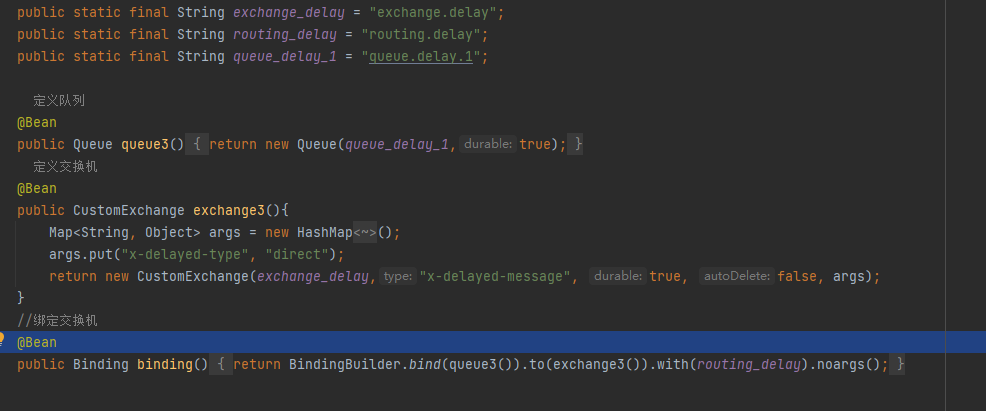 public static final String exchange_delay = "exchange.delay";
public static final String routing_delay = "routing.delay";
public static final String queue_delay_1 = "queue.delay.1";
定义队列
@Bean
public Queue queue3() { return new Queue(queue_delay_1, durable: true); }
定义交换机
@Bean
public CustomExchange exchange3(){
Map<String, Object> args = new HashMap<~>();
args.put("x-delayed-type", "direct");
return new CustomExchange(exchange_delay, type: "x-delayed-message", durable: true, autoDelete: false, args);
}
//绑定交换机
@Bean
public Binding binding() { return BindingBuilder.bind(queue3()).to(exchange3()).with(routing_delay).noargs(); }